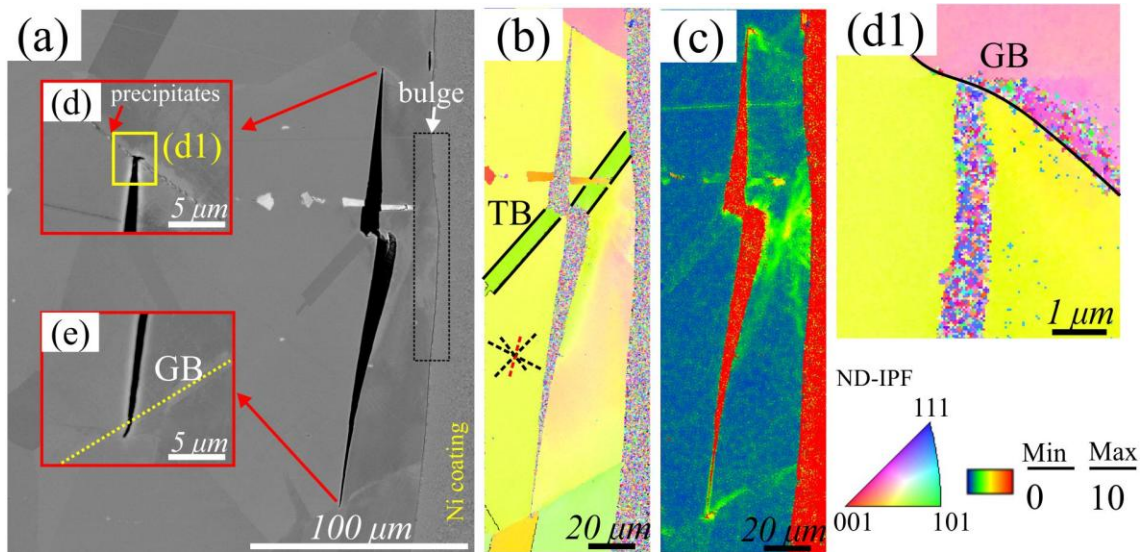 (a)
(d)
precipitates
(d1)
5 μm
bulge
(e)
GB
5 μm
100 μm
Ni coating
(b)
TB
20 μm
(c)
20 μm
(d1)
GB
1 μm
ND-IPF
111
001
101
Min
Max
0
10